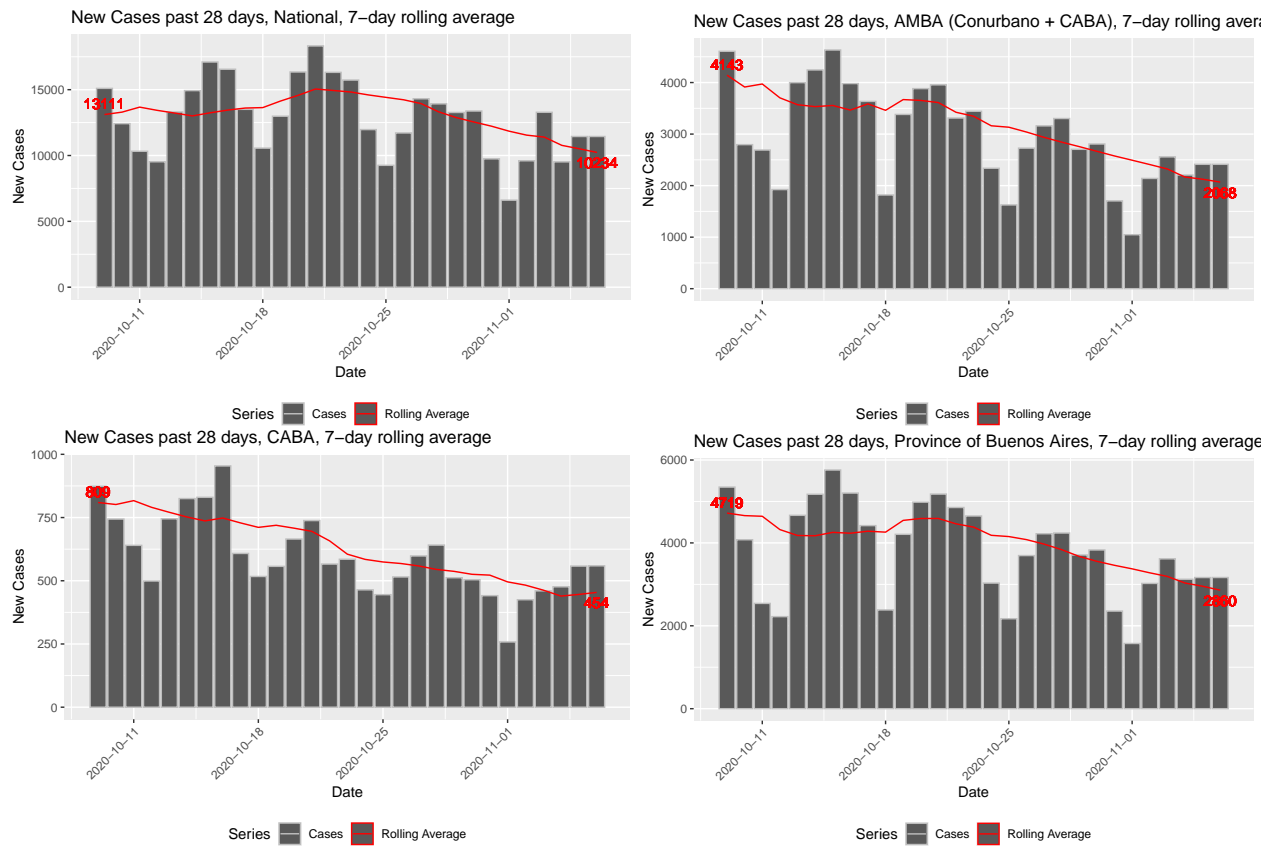 New Cases past 28 days, National, 7−day rolling average
13111
10234
15000
10000
5000
0
New Cases
2020−10−11
2020−10−18
2020−10−25
2020−11−01
Date
Series Cases Rolling Average
New Cases past 28 days, AMBA (Conurbano + CABA), 7−day rolling avera
4143
4000
3000
2000
1000
0
New Cases
2020−10−11
2020−10−18
2020−10−25
2020−11−01
Date
Series Cases Rolling Average
New Cases past 28 days, CABA, 7−day rolling average
809
454
1000
750
500
250
0
New Cases
2020−10−11
2020−10−18
2020−10−25
2020−11−01
Date
Series Cases Rolling Average
New Cases past 28 days, Province of Buenos Aires, 7−day rolling average
4719
6000
4000
2000
0
New Cases
2020−10−11
2020−10−18
2020−10−25
2020−11−01
Date
Series Cases Rolling Average